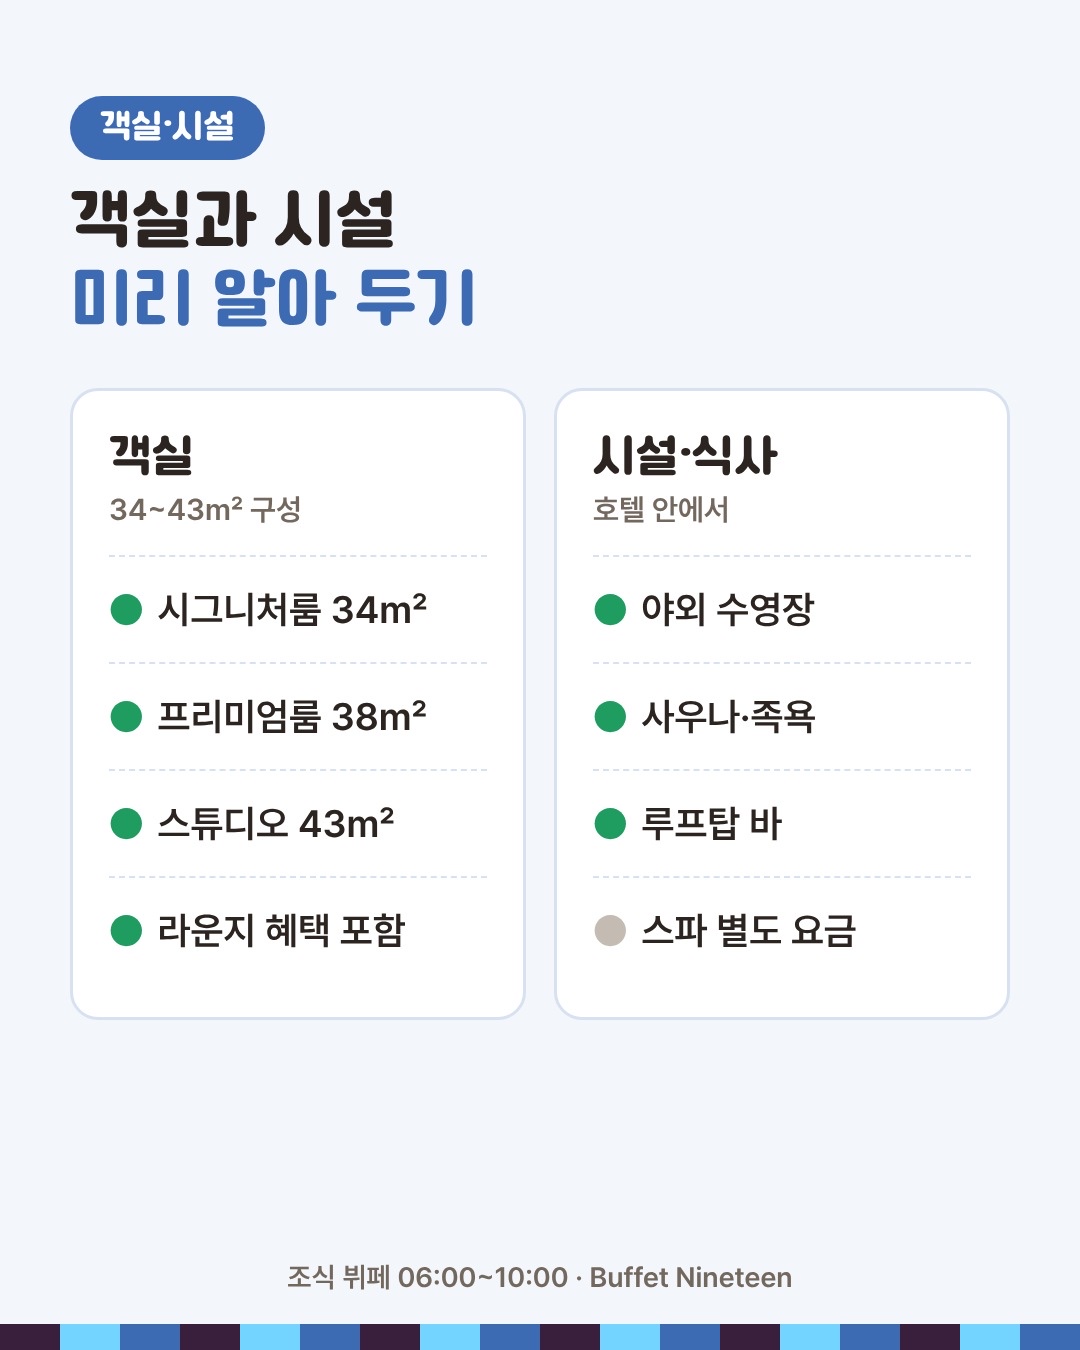 객실·시설
객실과 시설
미리 알아 두기
객실
34~43m² 구성
시그니처룸 34m²
프리미엄룸 38m²
스튜디오 43m²
라운지 혜택 포함
시설·식사
호텔 안에서
야외 수영장
사우나·족욕
루프탑 바
스파 별도 요금
조식 뷔페 06:00~10:00 · Buffet Nineteen